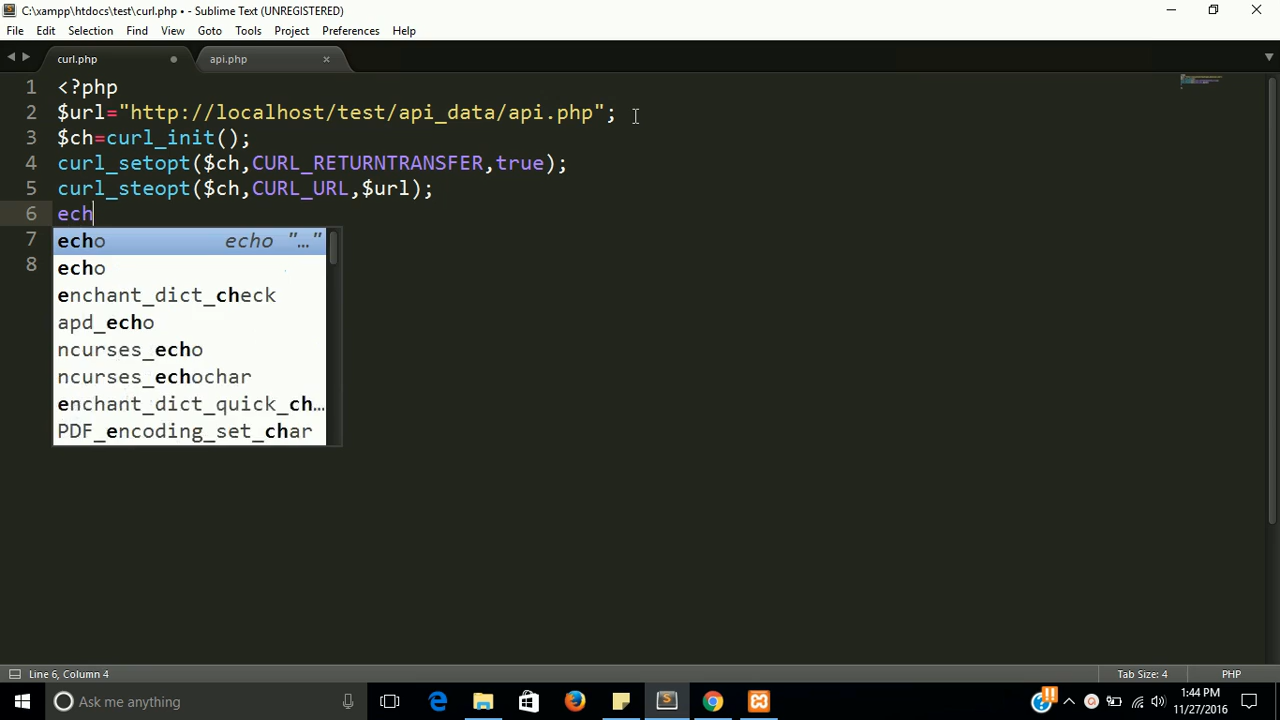 C:\xampp\htdocs\test\curl.php • - Sublime Text (UNREGISTERED)
File Edit Selection Find View Goto Tools Project Preferences Help
curl.php api.php
1 <?php
2 $url="http://localhost/test/api_data/api.php";
3 $ch=curl_init();
4 curl_setopt($ch,CURL_RETURNTRANSFER,true);
5 curl_steopt($ch,CURL_URL,$url);
6 ech
7
8
echo echo "…"
echo
enchant_dict_check
apd_echo
ncurses_echo
ncurses_echochar
enchant_dict_quick_ch…
PDF_encoding_set_char
Line 6, Column 4 Tab Size: 4 PHP
Ask me anything
1:44 PM
11/27/2016